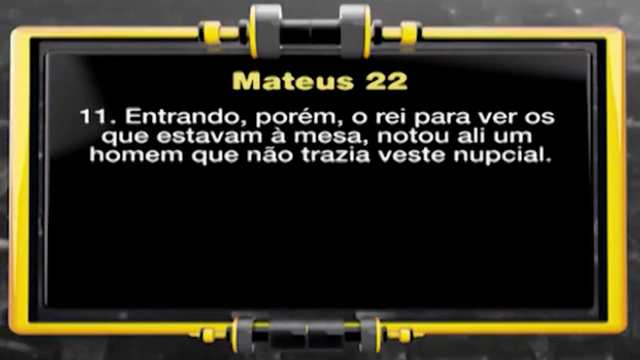 Mateus 22
11. Entrando, porém, o rei para ver os
que estavam à mesa, notou ali um
homem que não trazia veste nupcial.